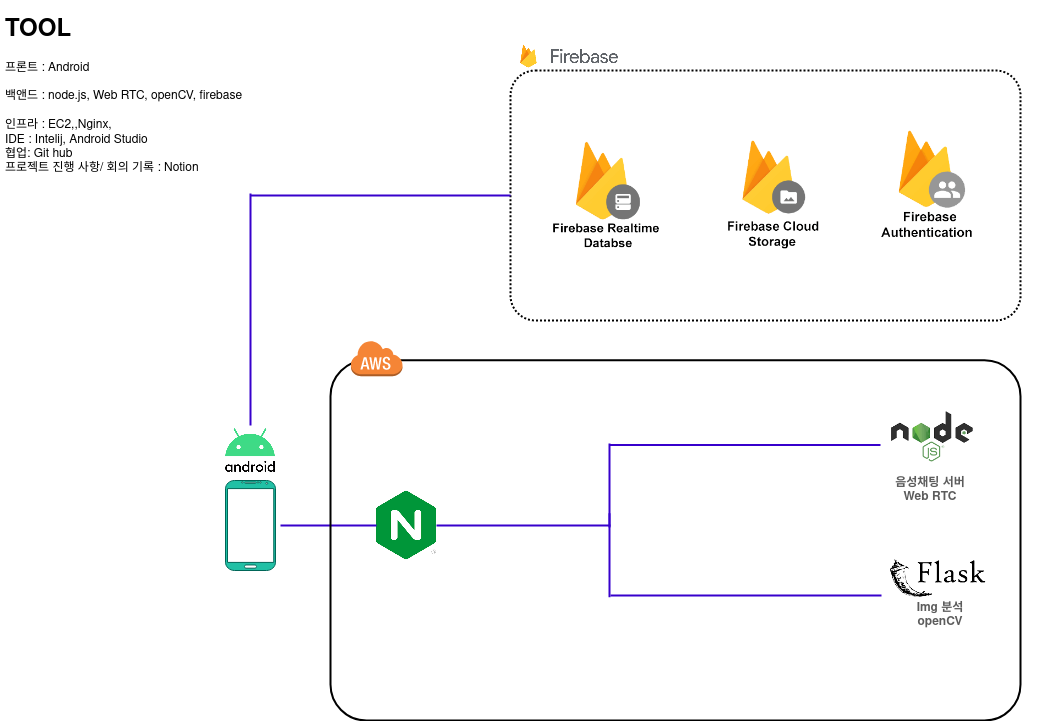 TOOL
프론트 : Android
백앤드 : node.js, Web RTC, openCV, firebase
인프라 : EC2,,Nginx,
IDE : Intelij, Android Studio
협업: Git hub
프로젝트 진행 사항/ 회의 기록 : Notion
Firebase
Firebase Realtime
Databse
Firebase Cloud
Storage
Firebase
Authentication
AWS
android
N
node
JS
음성채팅 서버
Web RTC
Flask
Img 분석
openCV